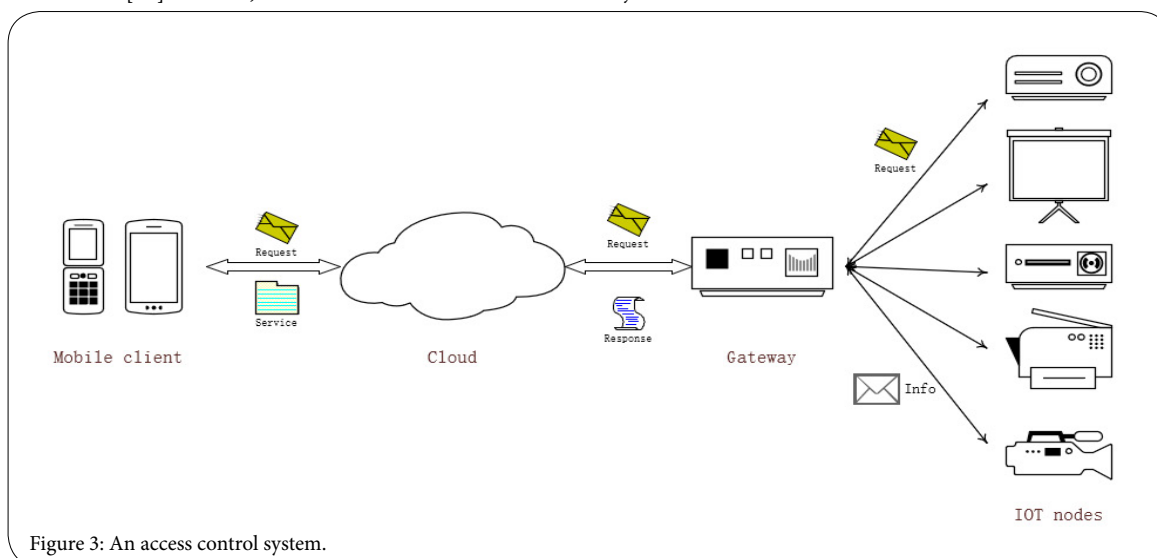 Request
Request
Request
Service
Response
Mobile client
Cloud
Gateway
Info
IOT nodes
Figure 3: An access control system.